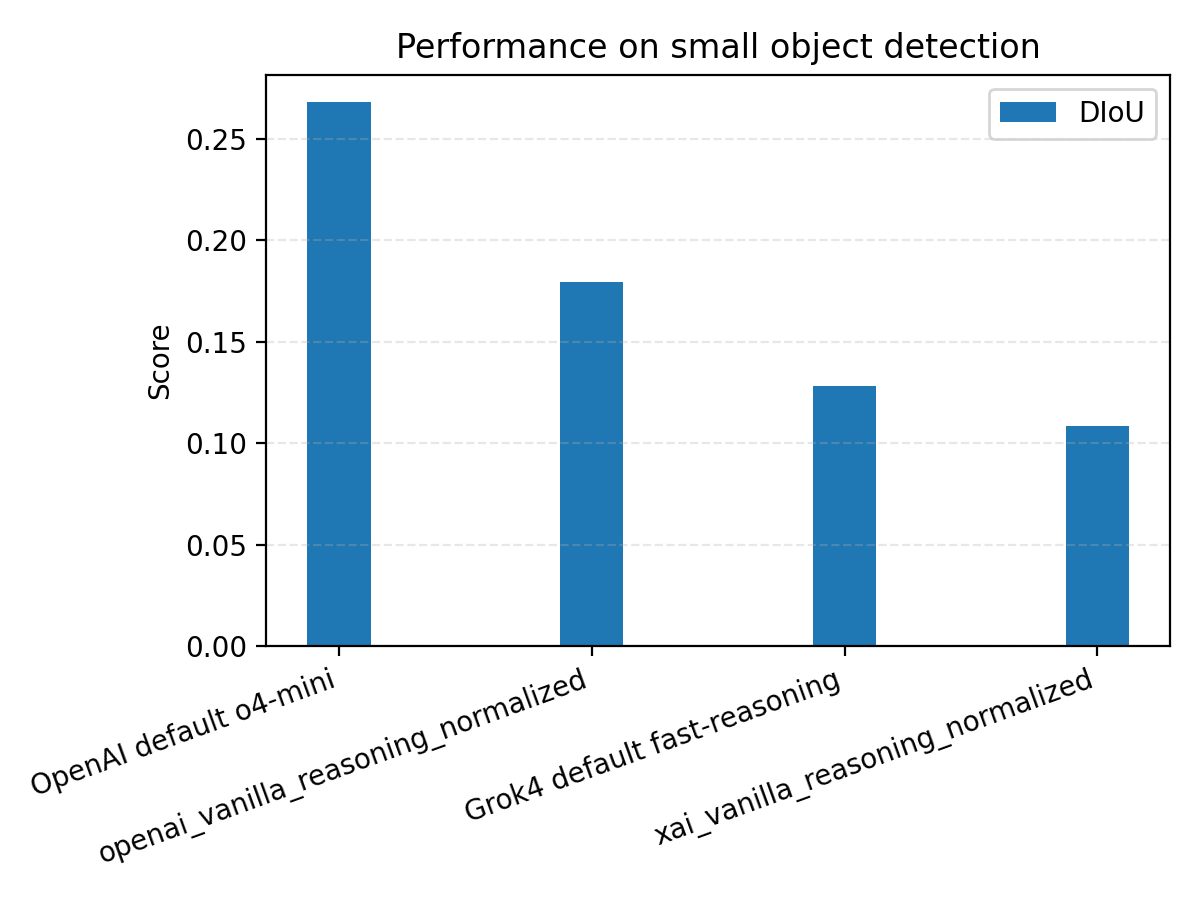 Performance on small object detection
DIoU
Score
0.25
0.20
0.15
0.10
0.05
0.00
OpenAI default o4-mini
openai_vanilla_reasoning_normalized
Grok4 default fast-reasoning
xai_vanilla_reasoning_normalized